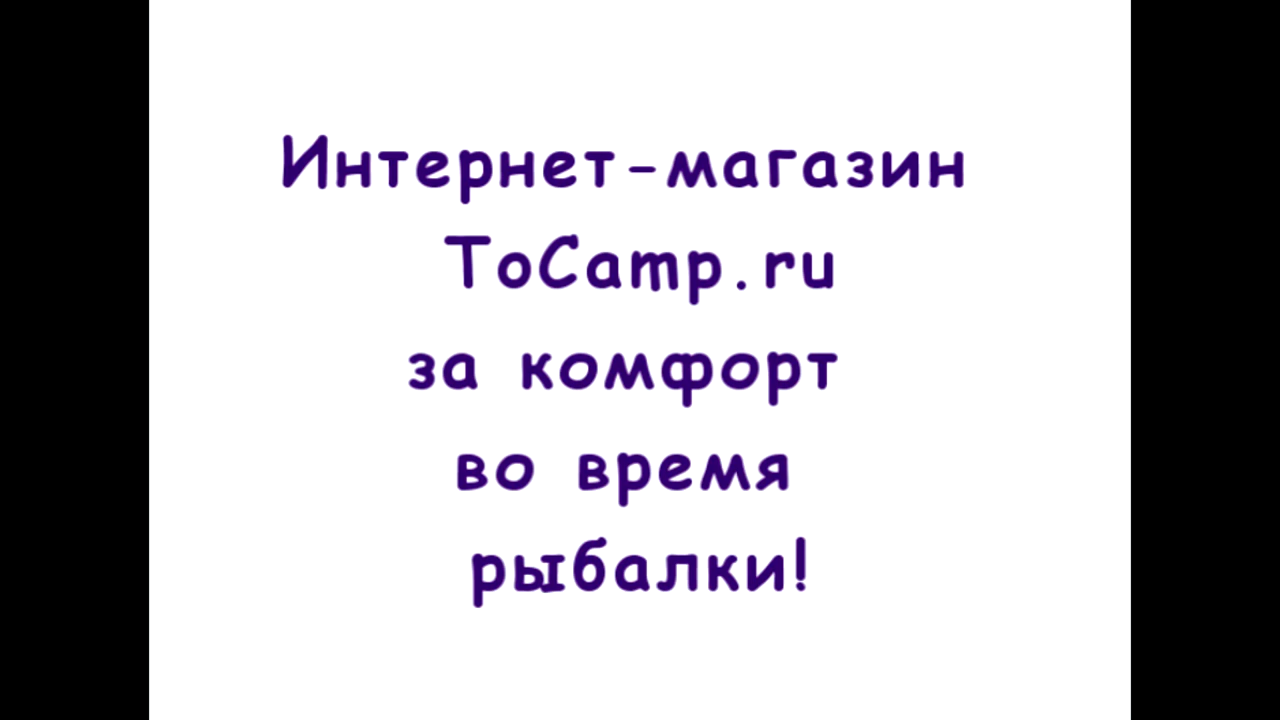 Интернет-магазин
ToCamp.ru
за комфорт
во время
рыбалки!